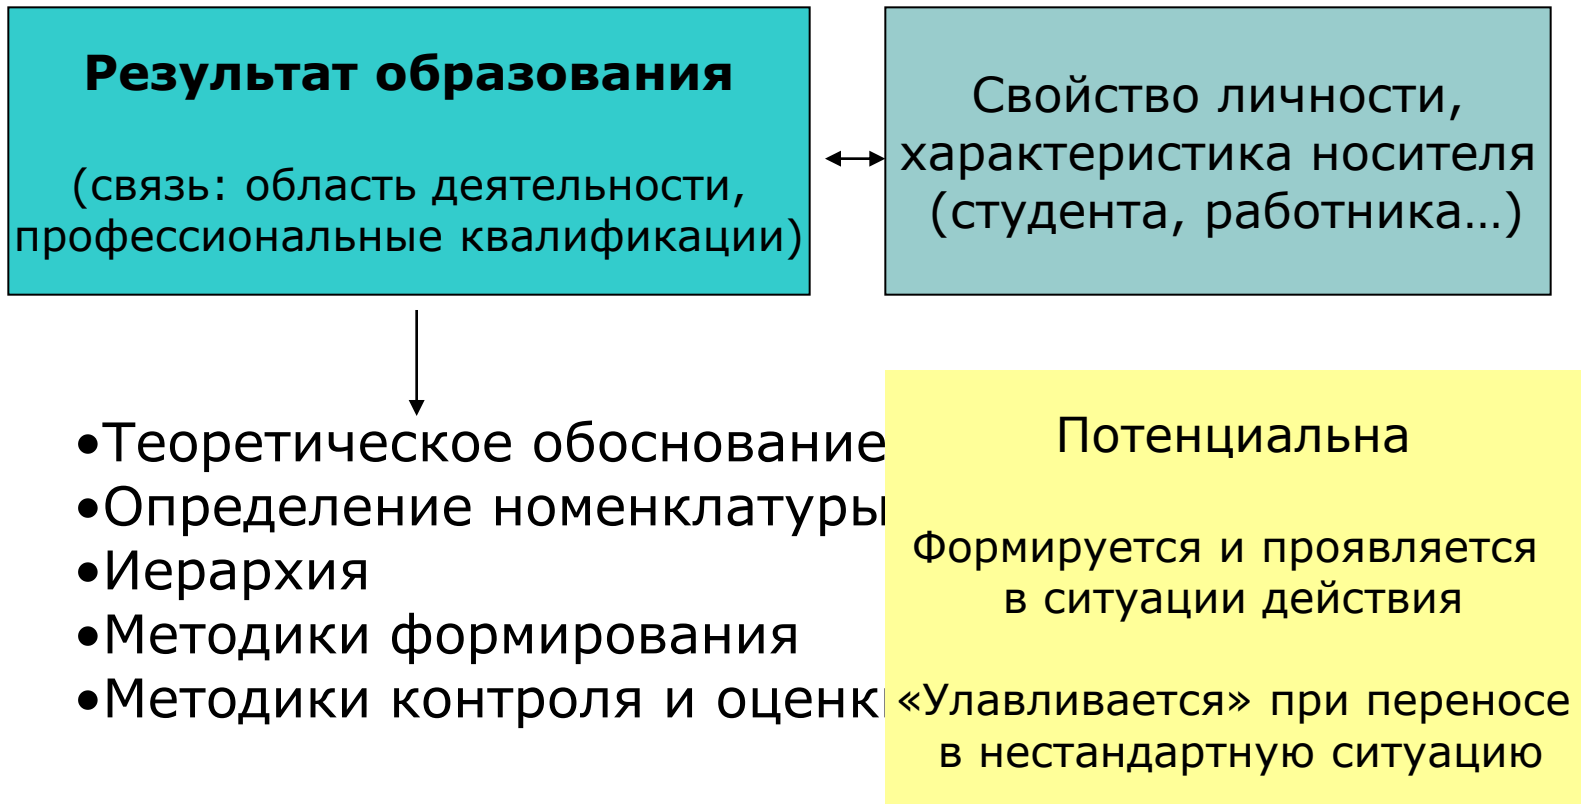 Результат образования
(связь: область деятельности,
профессиональные квалификации)
Свойство личности,
характеристика носителя
(студента, работника…)
•Теоретическое обоснование
•Определение номенклатуры
•Иерархия
•Методики формирования
•Методики контроля и оценки
Потенциальна
Формируется и проявляется
в ситуации действия
«Улавливается» при переносе
в нестандартную ситуацию